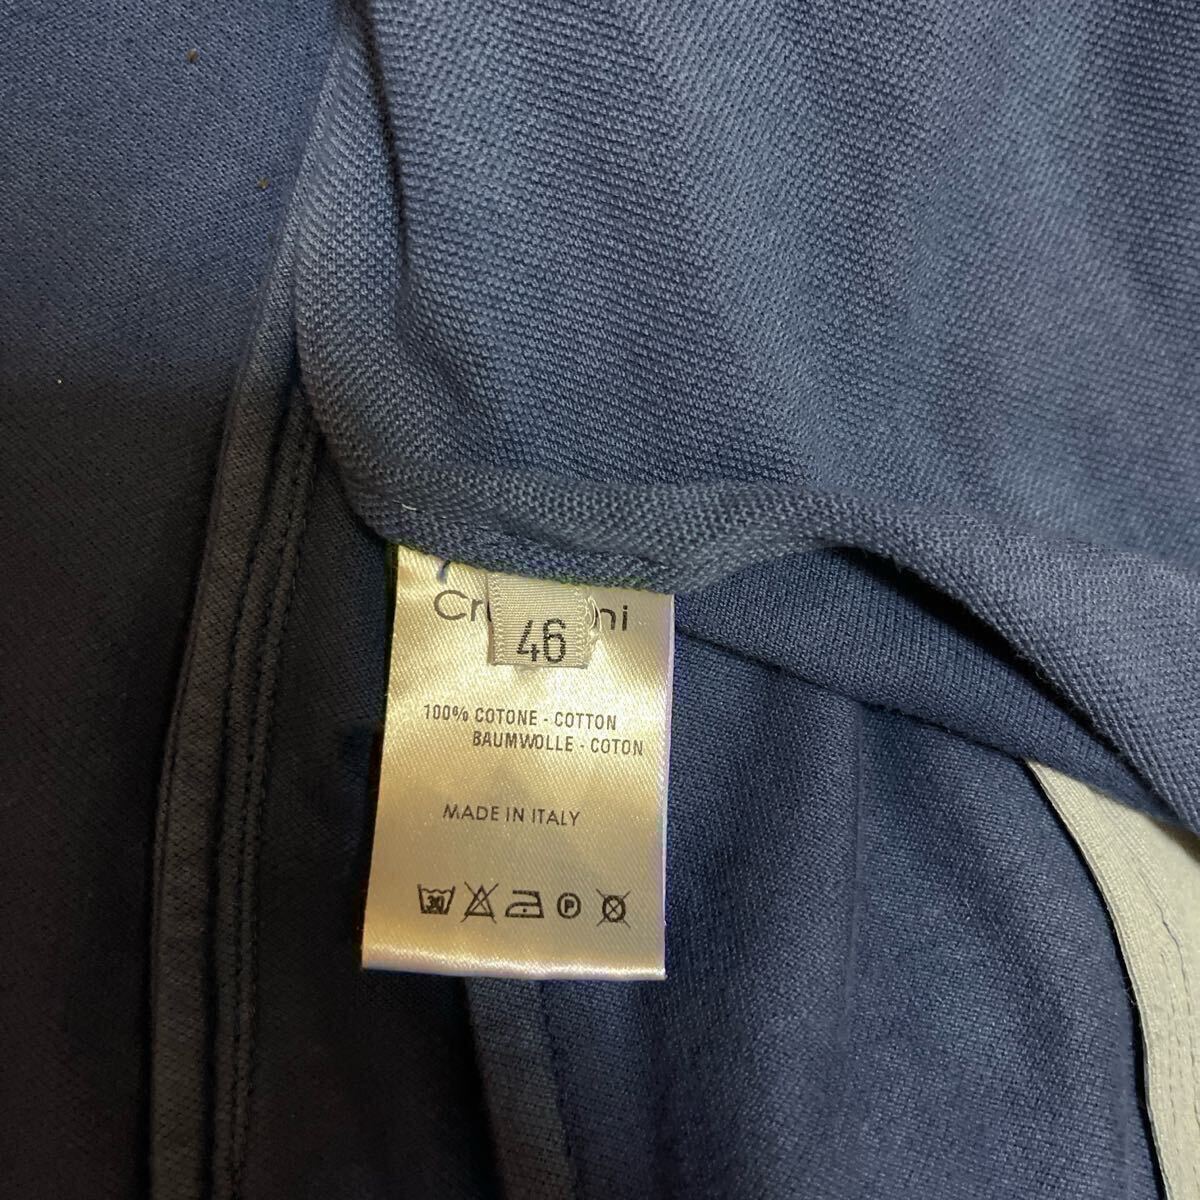 46
100% COTONE - COTTON
BAUMWOLLE - COTON
MADE IN ITALY
30
P